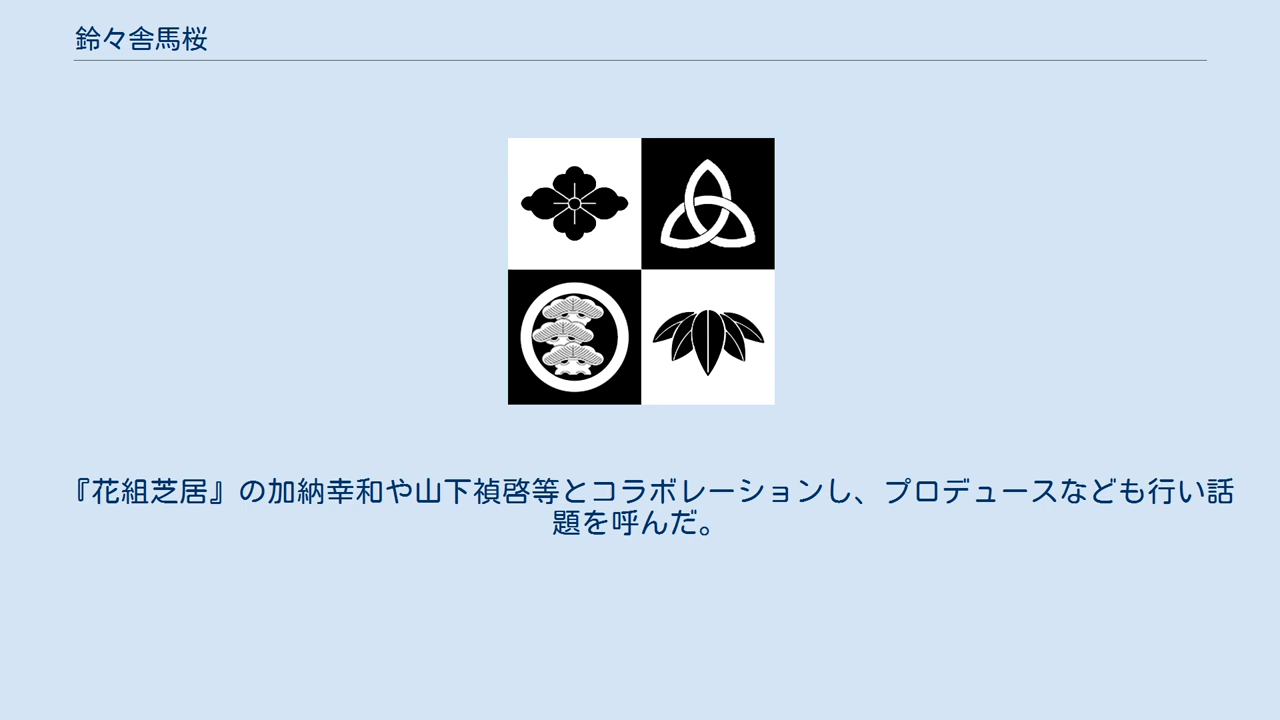 鈴々舎馬桜
『花組芝居』の加納幸和や山下禎啓等とコラボレーションし、プロデュースなども行い話
題を呼んだ。